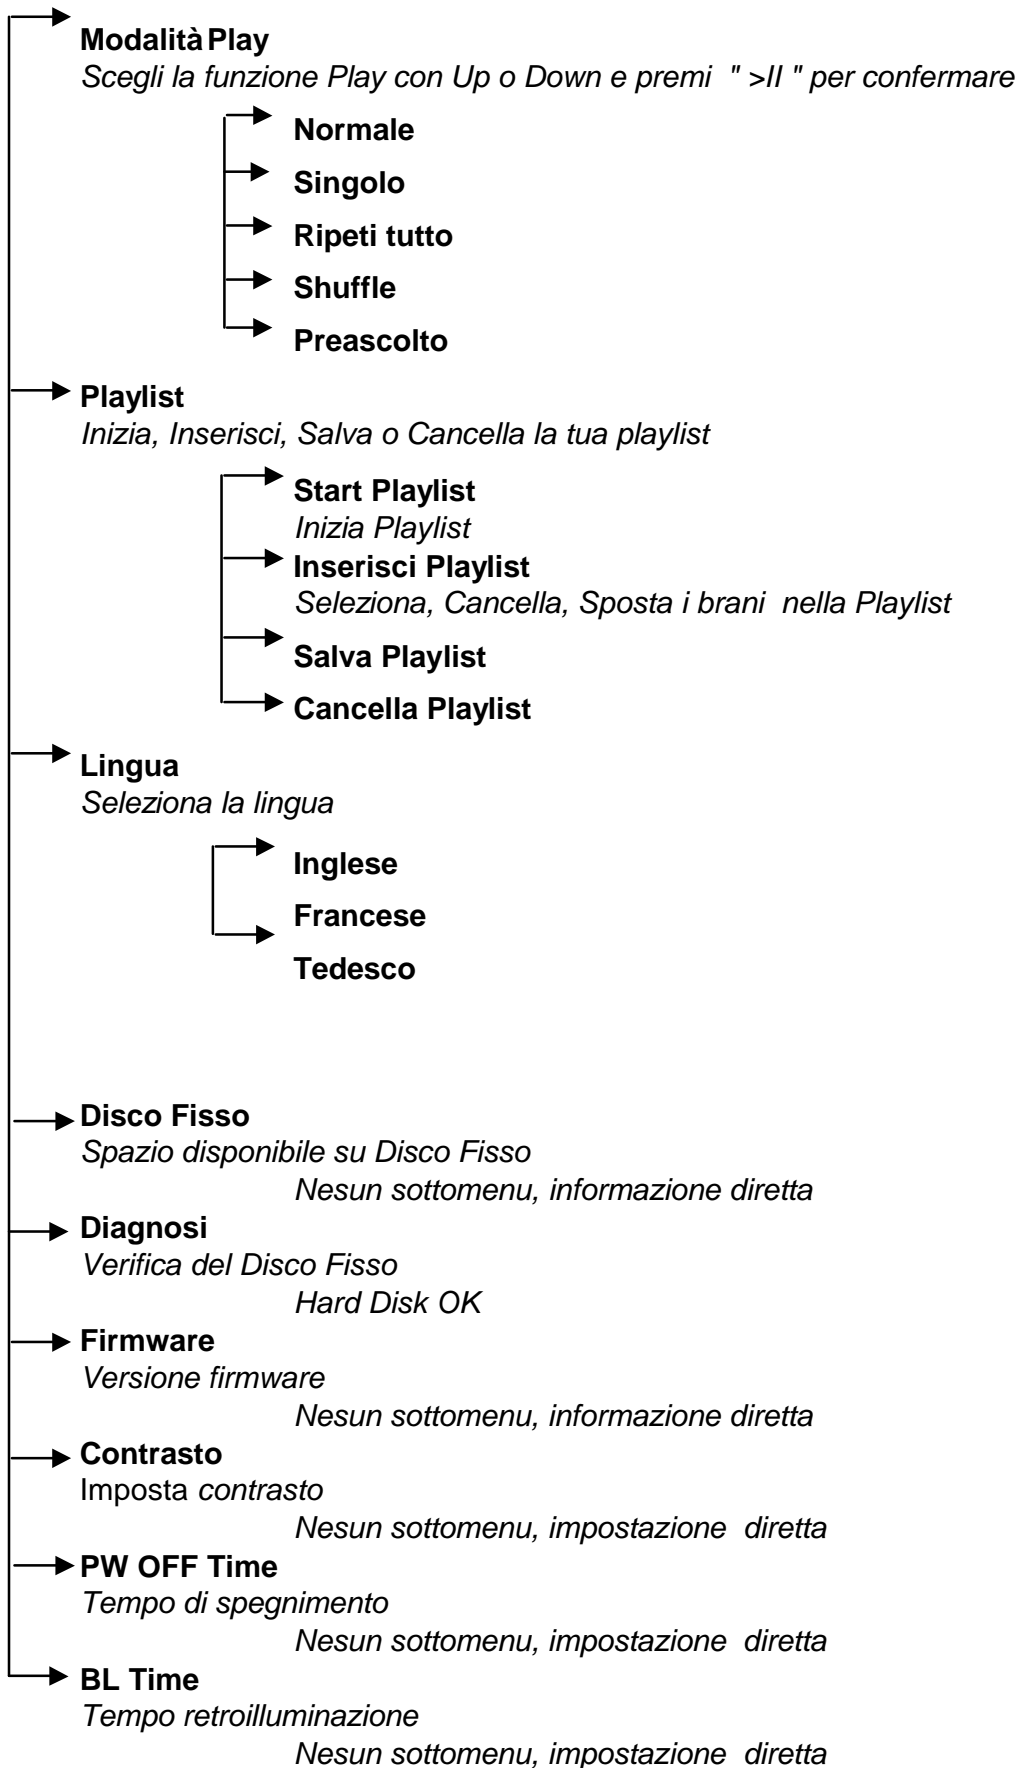 Modalità Play
Scegli la funzione Play con Up o Down e premi " >II " per confermare
Normale
Singolo
Ripeti tutto
Shuffle
Preascolto
Playlist
Inizia, Inserisci, Salva o Cancella la tua playlist
Start Playlist
Inizia Playlist
Inserisci Playlist
Seleziona, Cancella, Sposta i brani nella Playlist
Salva Playlist
Cancella Playlist
Lingua
Seleziona la lingua
Inglese
Francese
Tedesco
Disco Fisso
Spazio disponibile su Disco Fisso
Nesun sottomenu, informazione diretta
Diagnosi
Verifica del Disco Fisso
Hard Disk OK
Firmware
Versione firmware
Nesun sottomenu, informazione diretta
Contrasto
Imposta contrasto
Nesun sottomenu, impostazione diretta
PW OFF Time
Tempo di spegnimento
Nesun sottomenu, impostazione diretta
BL Time
Tempo retroilluminazione
Nesun sottomenu, impostazione diretta